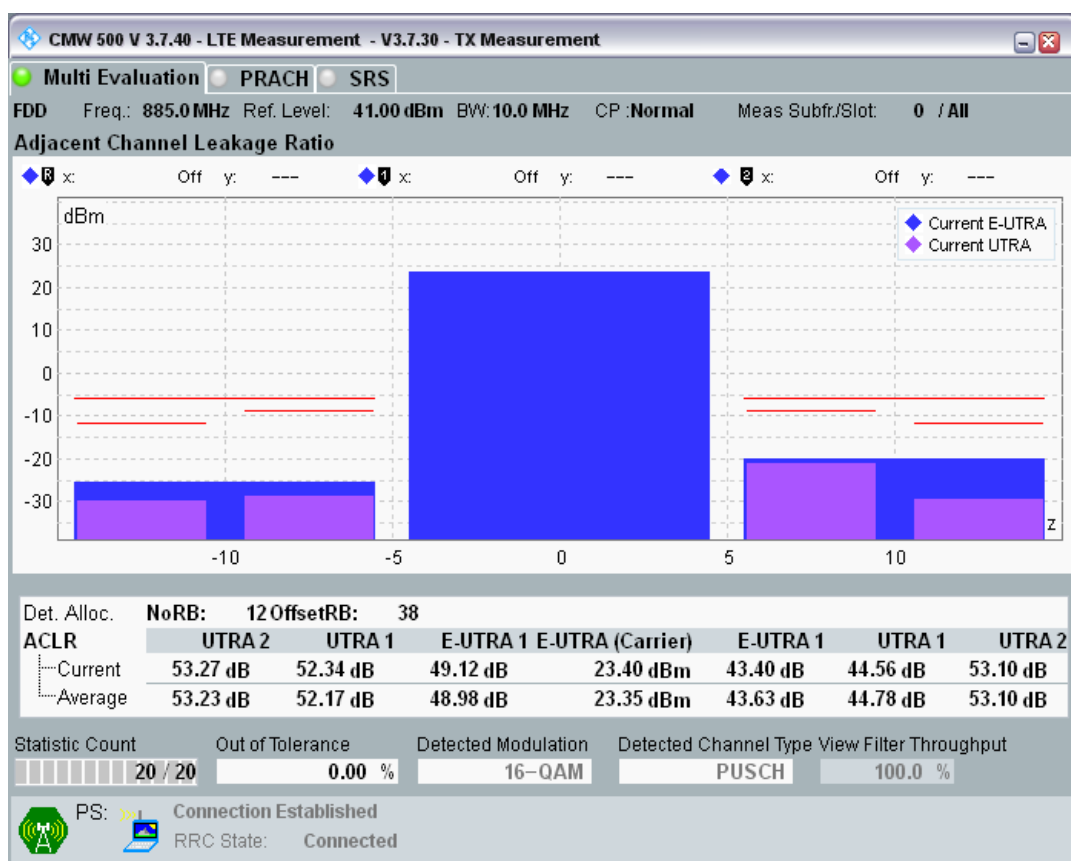 CMW 500 V 3.7.40 - LTE Measurement - V3.7.30 - TX Measurement
Multi Evaluation PRACH SRS
FDD Freq.: 885.0 MHz Ref. Level: 41.00 dBm BW: 10.0 MHz CP :Normal Meas Subfr./Slot: 0 / All
Adjacent Channel Leakage Ratio
R x: Off y: --- 1 x: Off y: --- 2 x: Off y: ---
dBm
Current E-UTRA
Current UTRA
30
20
10
0
-10
-20
-30
z
-10 -5 0 5 10
Det. Alloc. NoRB: 12 OffsetRB: 38
ACLR UTRA 2 UTRA 1 E-UTRA 1 E-UTRA (Carrier) E-UTRA 1 UTRA 1 UTRA 2
Current 53.27 dB 52.34 dB 49.12 dB 23.40 dBm 43.40 dB 44.56 dB 53.10 dB
Average 53.23 dB 52.17 dB 48.98 dB 23.35 dBm 43.63 dB 44.78 dB 53.10 dB
Statistic Count Out of Tolerance Detected Modulation Detected Channel Type View Filter Throughput
20 / 20 0.00 % 16-QAM PUSCH 100.0 %
PS: Connection Established
RRC State: Connected